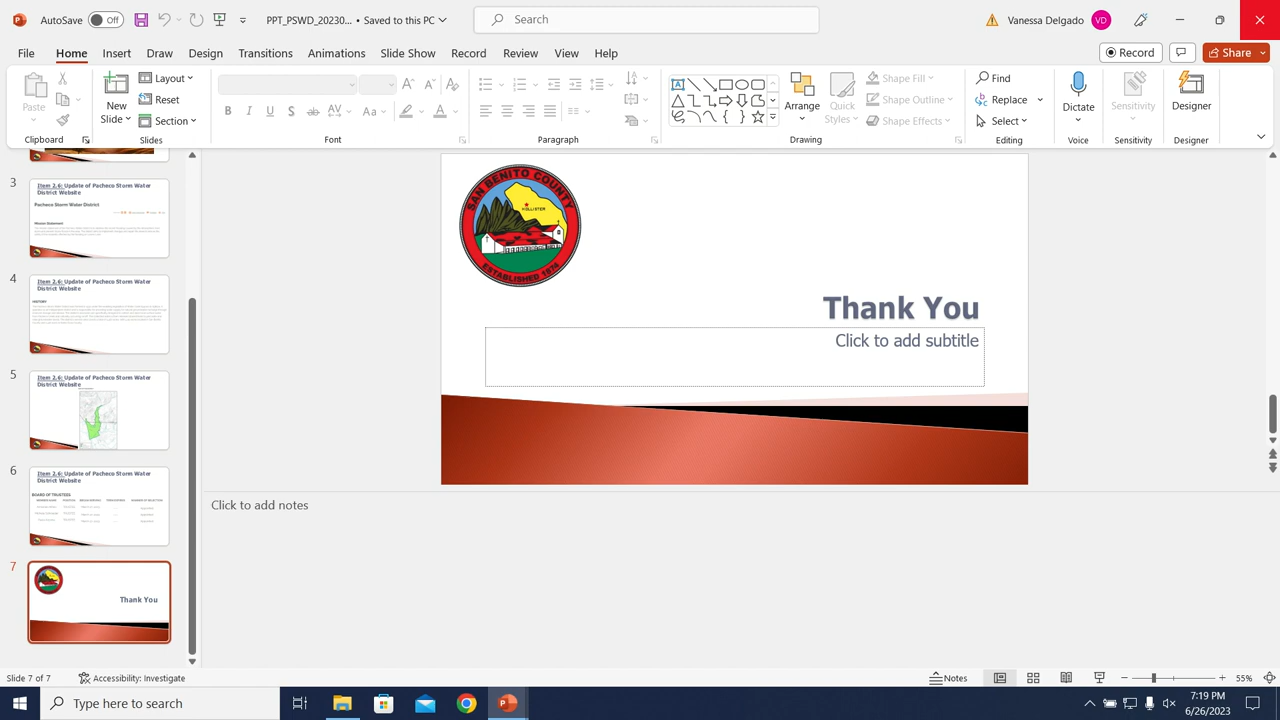 AutoSave Off PPT_PSWD_20230... • Saved to this PC Search Vanessa Delgado VD
File Home Insert Draw Design Transitions Animations Slide Show Record Review View Help Record Share
Paste
New Slide
Layout
Reset
Section
B I U S ab AV Aa A
Arrange
Quick Styles
Shape Fill
Shape Outline
Shape Effects
Find
Replace
Select
Dictate
Sensitivity
Designer
Clipboard Slides Font Paragraph Drawing Editing Voice Sensitivity Designer
3
Item 2.6: Update of Pacheco Storm Water
District Website
Pacheco Storm Water District
Mission Statement
4
Item 2.6: Update of Pacheco Storm Water
District Website
HISTORY
5
Item 2.6: Update of Pacheco Storm Water
District Website
6
Item 2.6: Update of Pacheco Storm Water
District Website
BOARD OF TRUSTEES
7
Thank You
SAN BENITO COUNTY
HOLLISTER
ESTABLISHED 1874
Thank You
Click to add subtitle
Click to add notes
Slide 7 of 7 Accessibility: Investigate Notes 55%
Type here to search
7:19 PM
6/26/2023